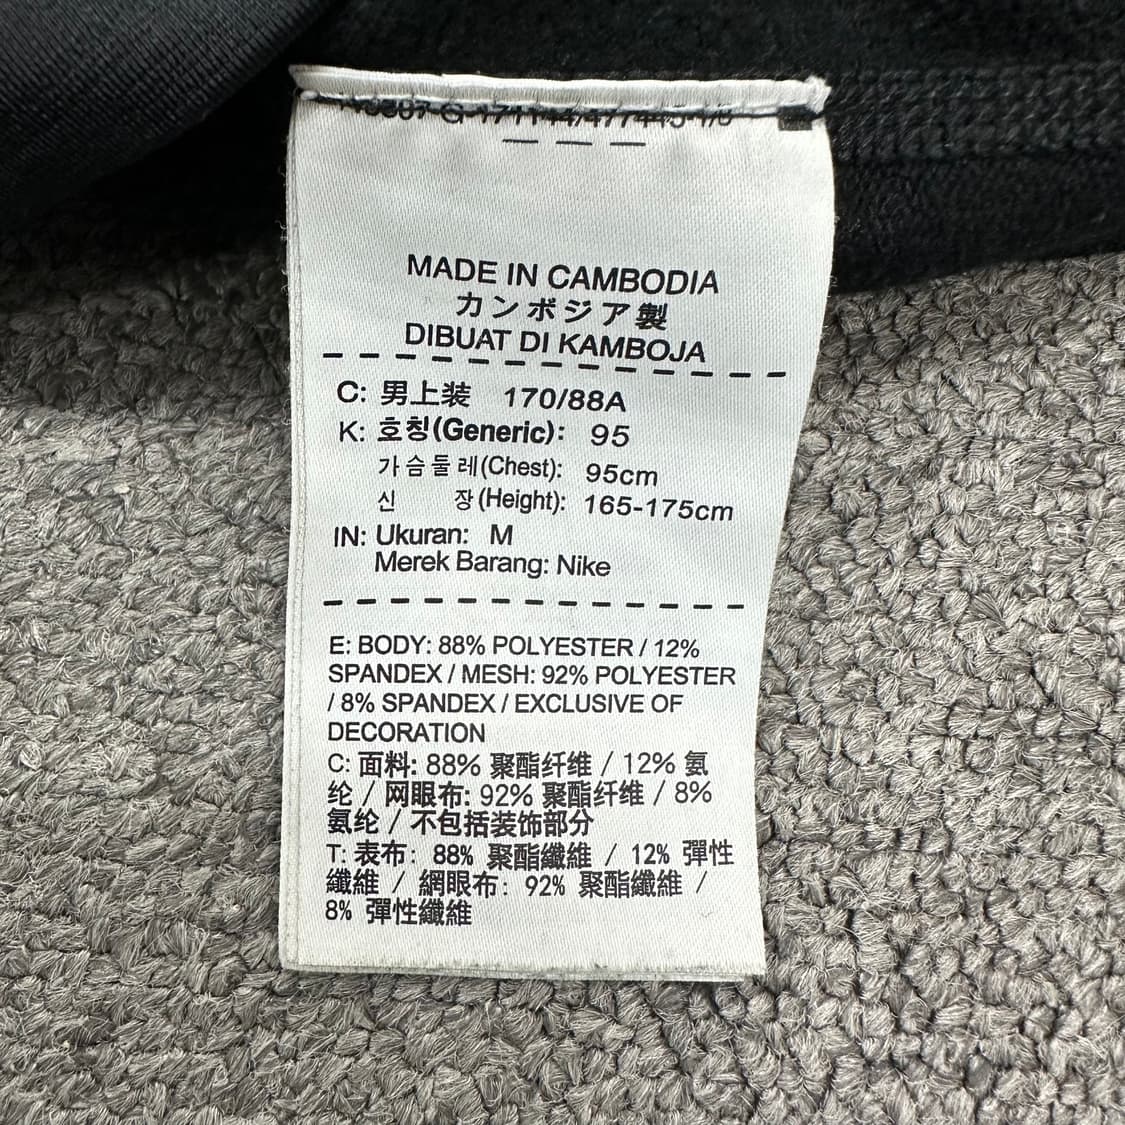 MADE IN CAMBODIA
カンボジア製
DIBUAT DI KAMBOJA
C: 男上装 170/88A
K: 호칭(Generic): 95
가슴둘레(Chest): 95cm
신 장(Height): 165-175cm
IN: Ukuran: M
Merek Barang: Nike
E: BODY: 88% POLYESTER / 12%
SPANDEX / MESH: 92% POLYESTER
/ 8% SPANDEX / EXCLUSIVE OF
DECORATION
C: 面料: 88% 聚酯纤维 / 12% 氨
纶 / 网眼布: 92% 聚酯纤维 / 8%
氨纶 / 不包括装饰部分
T: 表布: 88% 聚酯纖維 / 12% 彈性
纖維 / 網眼布: 92% 聚酯纖維 /
8% 彈性纖維